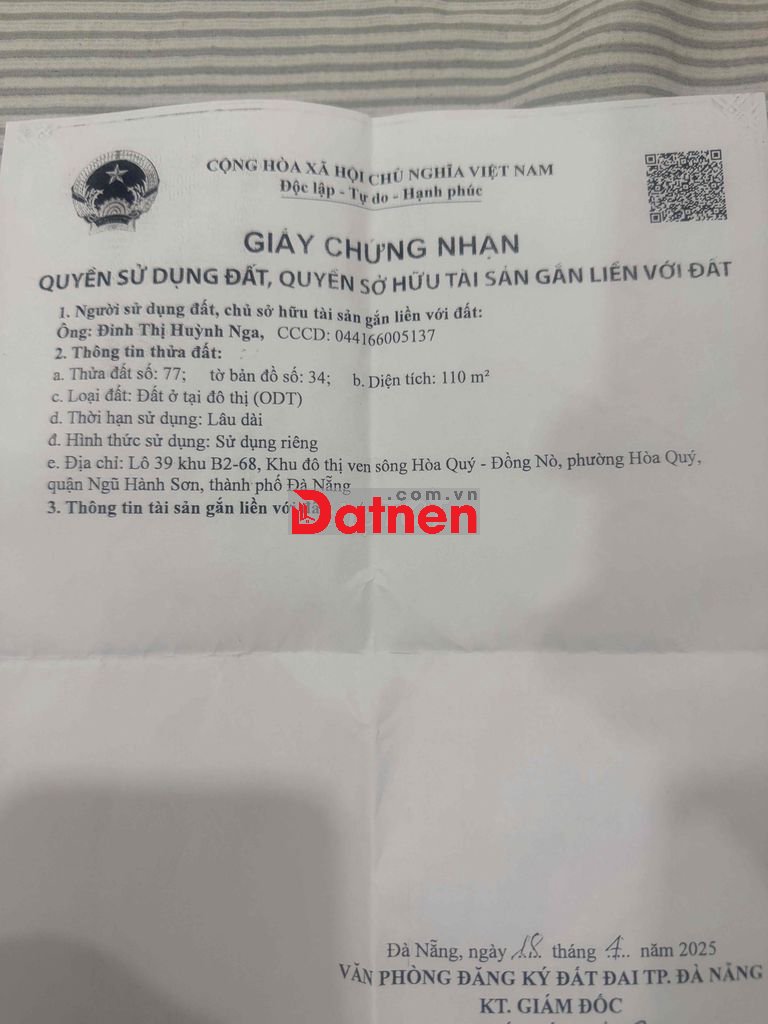 CỘNG HÒA XÃ HỘI CHỦ NGHĨA VIỆT NAM
Độc lập - Tự do - Hạnh phúc
GIẤY CHỨNG NHẬN
QUYỀN SỬ DỤNG ĐẤT, QUYỀN SỞ HỮU TÀI SẢN GẮN LIỀN VỚI ĐẤT
1. Người sử dụng đất, chủ sở hữu tài sản gắn liền với đất:
Ông: Đinh Thị Huỳnh Nga, CCCD: 044166005137
2. Thông tin thửa đất:
a. Thửa đất số: 77; tờ bản đồ số: 34; b. Diện tích: 110 m²
c. Loại đất: Đất ở tại đô thị (ODT)
d. Thời hạn sử dụng: Lâu dài
đ. Hình thức sử dụng: Sử dụng riêng
e. Địa chỉ: Lô 39 khu B2-68, Khu đô thị ven sông Hòa Quý - Đồng Nò, phường Hòa Quý,
quận Ngũ Hành Sơn, thành phố Đà Nẵng
.com.vn
3. Thông tin tài sản gắn liền với
Datnen
Đà Nẵng, ngày 18 tháng 4 năm 2025
VĂN PHÒNG ĐĂNG KÝ ĐẤT ĐAI TP. ĐÀ NẴNG
KT. GIÁM ĐỐC